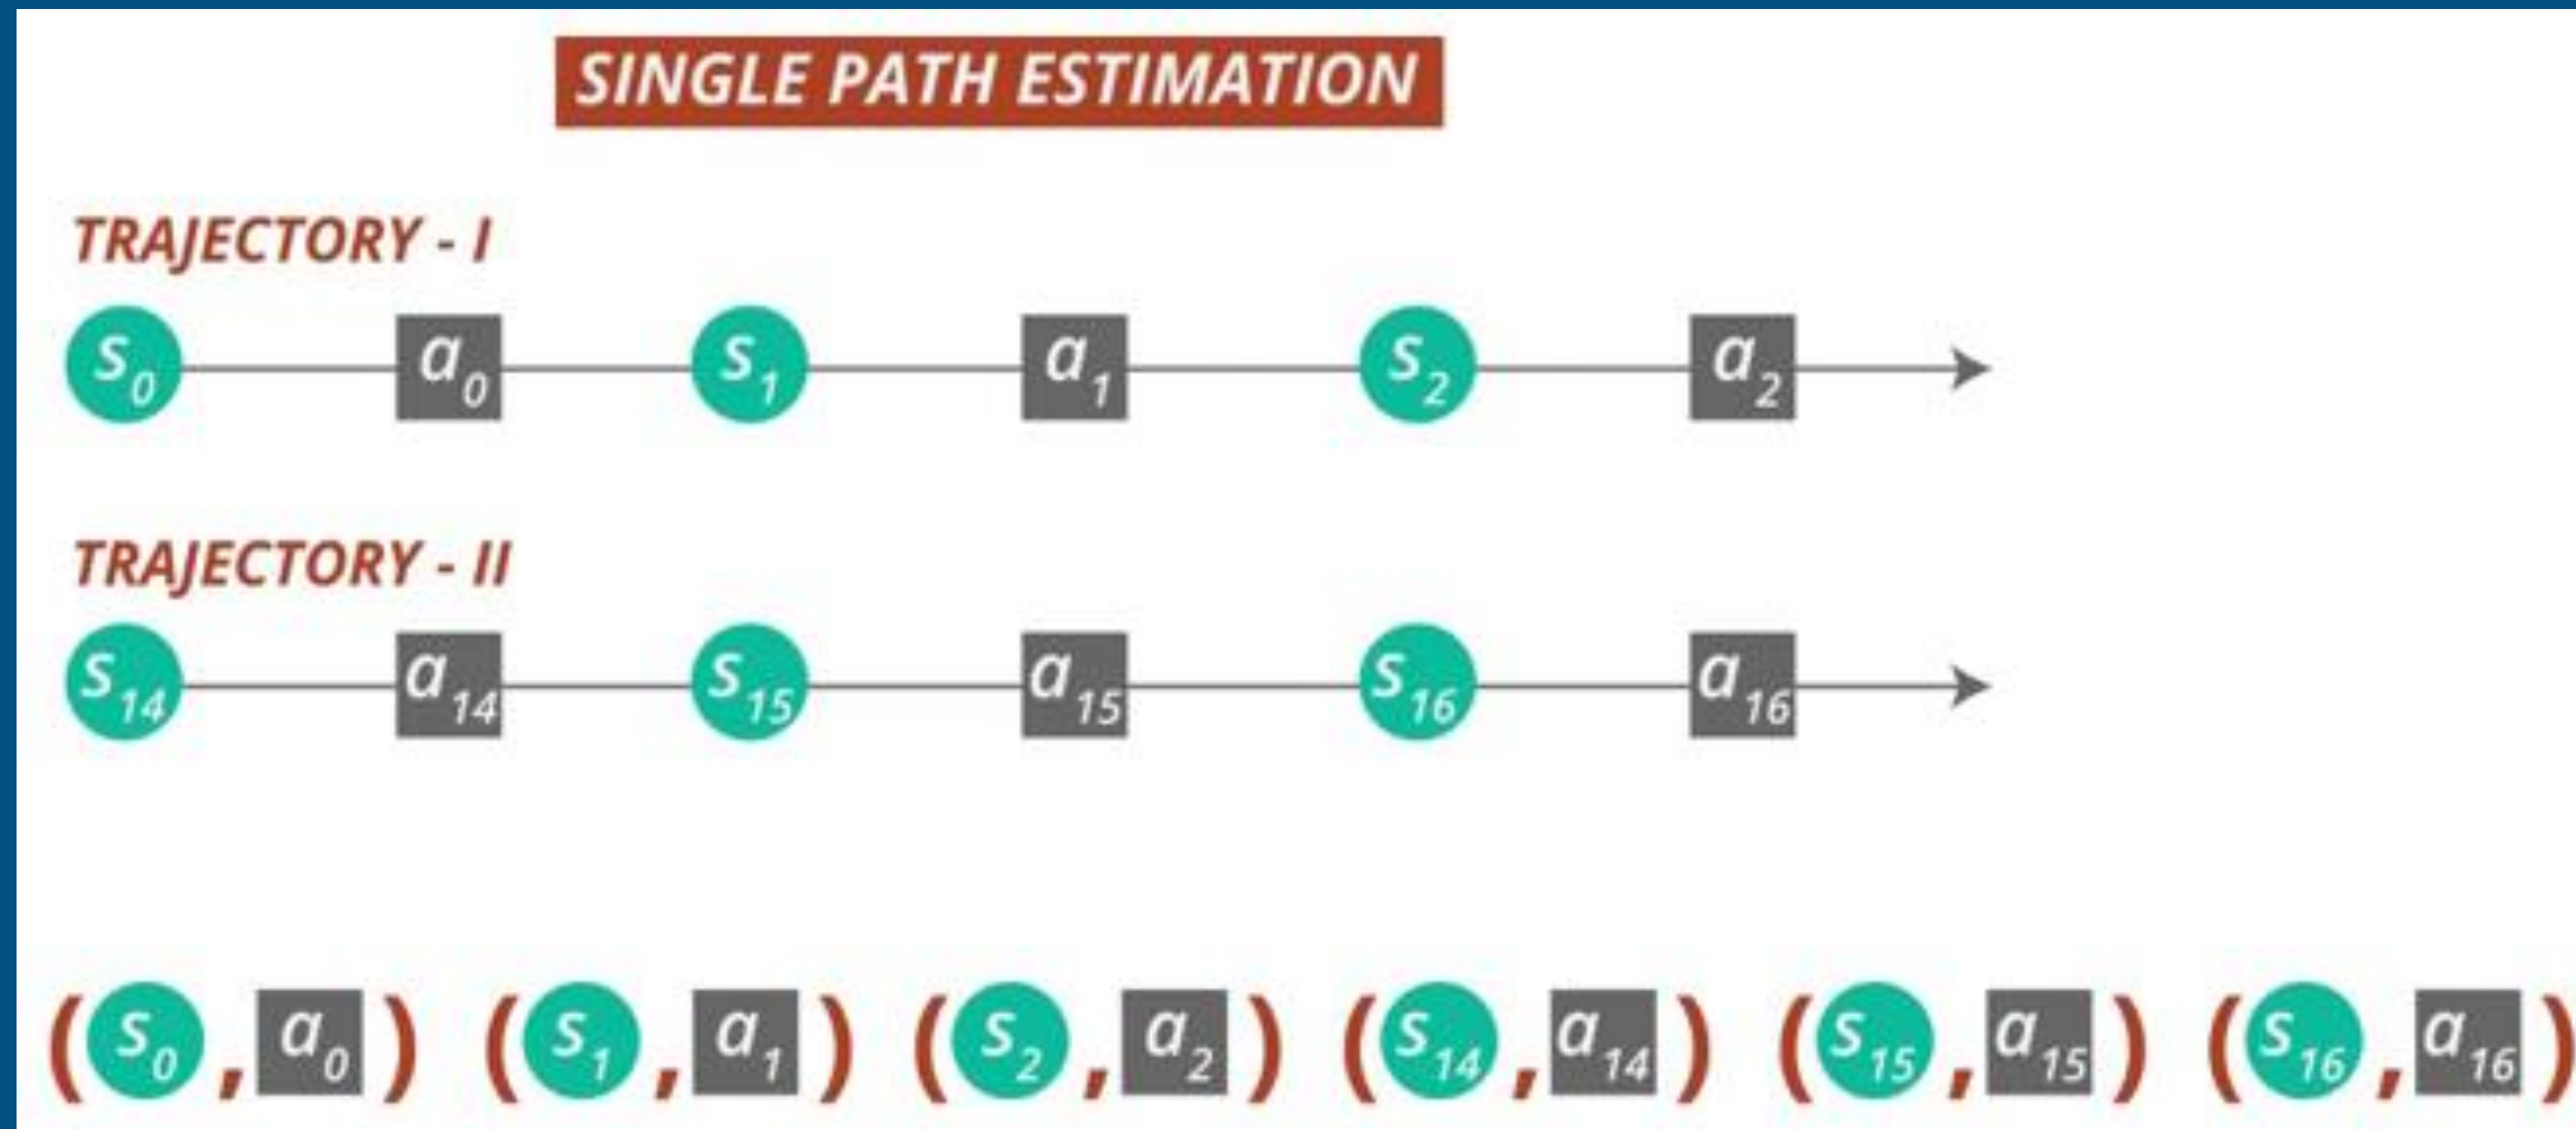 SINGLE PATH ESTIMATION
TRAJECTORY - I
s0 a0 s1 a1 s2 a2
TRAJECTORY - II
s14 a14 s15 a15 s16 a16
(s0, a0) (s1, a1) (s2, a2) (s14, a14) (s15, a15) (s16, a16)